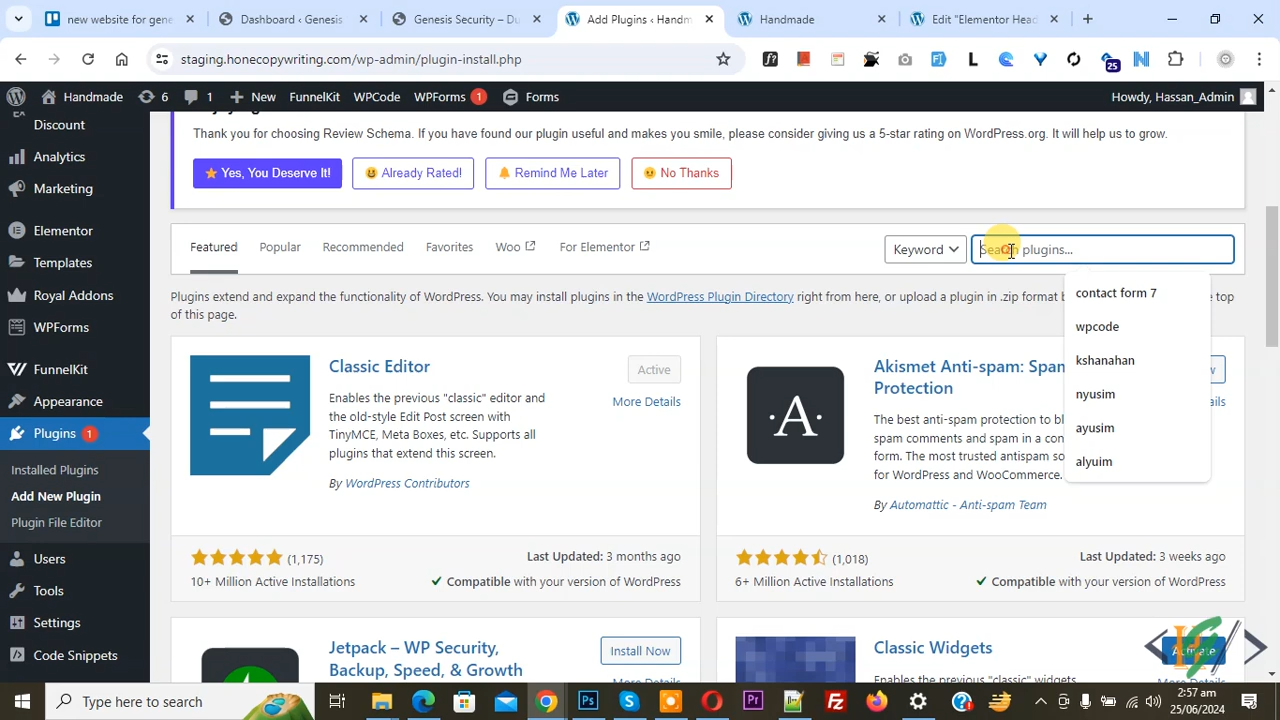 new website for gene
Dashboard ‹ Genesis
Genesis Security – Du
Add Plugins ‹ Handm
Handmade
Edit "Elementor Head
staging.homecopywriting.com/wp-admin/plugin-install.php
25
Handmade
6
1
New
FunnelKit
WPCode
WPForms 1
Forms
Howdy, Hassan_Admin
Discount
Analytics
Marketing
Elementor
Templates
Royal Addons
WPForms
FunnelKit
Appearance
Plugins 1
Installed Plugins
Add New Plugin
Plugin File Editor
Users
Tools
Settings
Code Snippets
Thank you for choosing Review Schema. If you have found our plugin useful and makes you smile, please consider giving us a 5-star rating on WordPress.org. It will help us to grow.
Yes, You Deserve It!
Already Rated!
Remind Me Later
No Thanks
Featured
Popular
Recommended
Favorites
Woo
For Elementor
Keyword
Search plugins...
contact form 7
wpcode
kshanahan
nyusim
ayusim
alyuim
Plugins extend and expand the functionality of WordPress. You may install plugins in the WordPress Plugin Directory right from here, or upload a plugin in .zip format b
e top
of this page.
Classic Editor
Active
More Details
Enables the previous "classic" editor and
the old-style Edit Post screen with
TinyMCE, Meta Boxes, etc. Supports all
plugins that extend this screen.
By WordPress Contributors
(1,175)
10+ Million Active Installations
Last Updated: 3 months ago
Compatible with your version of WordPress
Akismet Anti-spam: Spam
Protection
The best anti-spam protection to bl
spam comments and spam in a con
form. The most trusted antispam so
for WordPress and WooCommerce.
By Automattic - Anti-spam Team
(1,018)
6+ Million Active Installations
Last Updated: 3 weeks ago
Compatible with your version of WordPress
Jetpack – WP Security,
Backup, Speed, & Growth
Install Now
More Details
Classic Widgets
Activate
Enables the previous "classic" widgets
More Details
Type here to search
2:57 am
25/06/2024